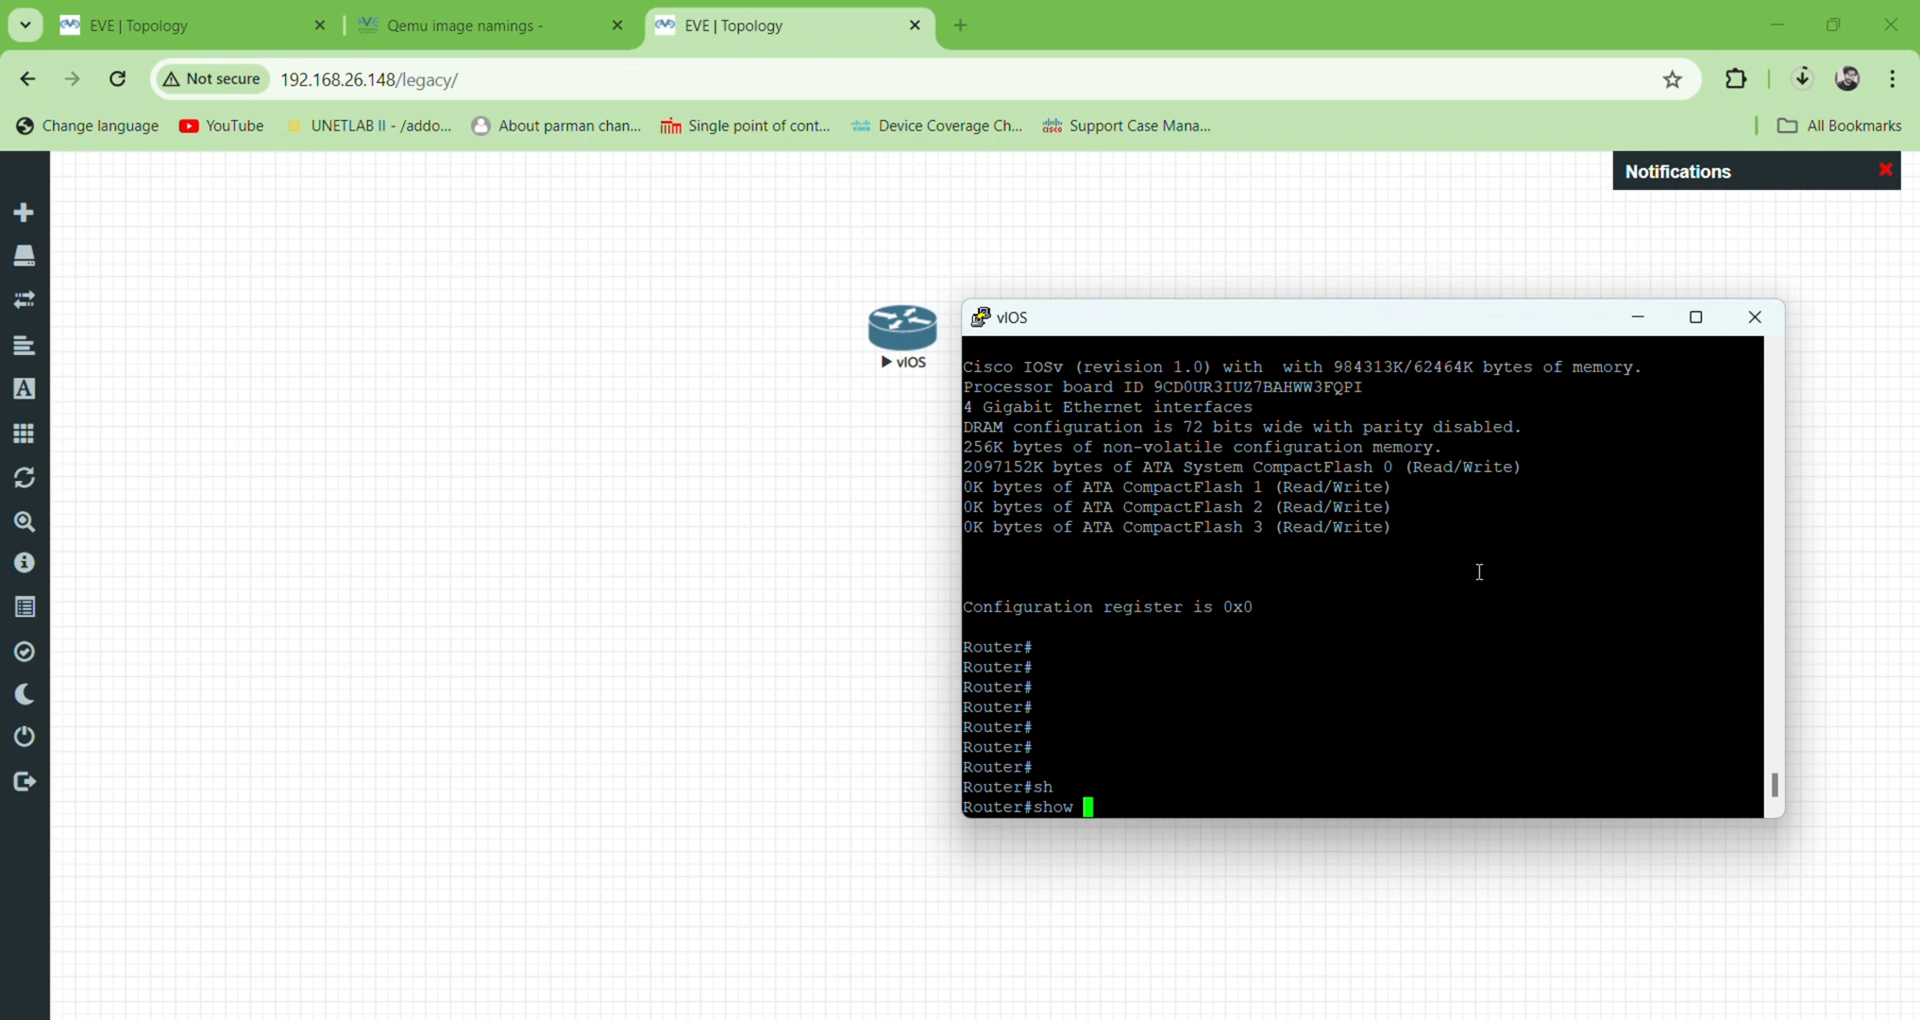 EVE | Topology
Qemu image namings -
EVE | Topology
Not secure
192.168.26.148/legacy/
Change language
YouTube
UNETLAB II - /addo...
About parman chan...
Single point of cont...
Device Coverage Ch...
Support Case Mana...
All Bookmarks
Notifications
vIOS
vIOS
Cisco IOSv (revision 1.0) with  with 984313K/62464K bytes of memory.
Processor board ID 9CD0UR3IUZ7BAHWW3FQPI
4 Gigabit Ethernet interfaces
DRAM configuration is 72 bits wide with parity disabled.
256K bytes of non-volatile configuration memory.
2097152K bytes of ATA System CompactFlash 0 (Read/Write)
0K bytes of ATA CompactFlash 1 (Read/Write)
0K bytes of ATA CompactFlash 2 (Read/Write)
0K bytes of ATA CompactFlash 3 (Read/Write)
Configuration register is 0x0
Router#
Router#
Router#
Router#
Router#
Router#
Router#
Router#sh
Router#show